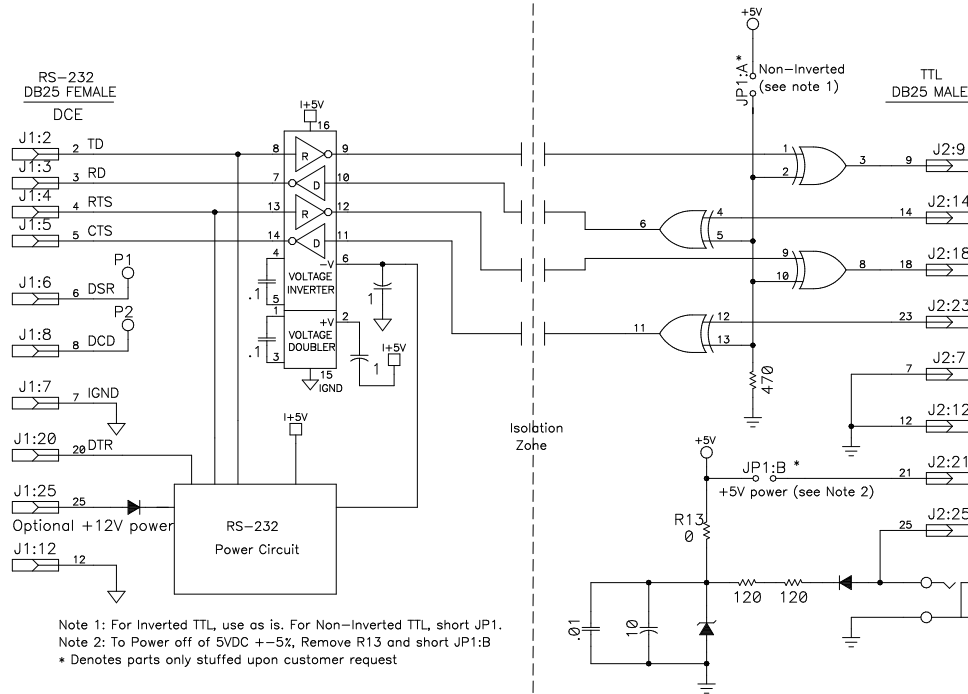 RS-232
DB25 FEMALE
DCE
J1:2
2 TD
J1:3
3 RD
J1:4
4 RTS
J1:5
5 CTS
J1:6
6 DSR
P1
J1:8
8 DCD
P2
J1:7
7 IGND
J1:20
20 DTR
J1:25
25
Optional +12V power
J1:12
12
I+5V
16
8 R 9
7 D 10
13 R 12
14 D 11
4
-V 6
.1
VOLTAGE
INVERTER
5
1
1
+V 2
.1
VOLTAGE
DOUBLER
3
1
I+5V
15
IGND
I+5V
RS-232
Power Circuit
Isolation
Zone
+5V
JP1:A*
Non-Inverted
(see note 1)
TTL
DB25 MALE
1
2
3
9
J2:9
6
4
5
14
J2:14
9
10
8
18
J2:18
11
12
13
23
J2:23
470
7
J2:7
12
J2:12
+5V
JP1:B *
+5V power (see Note 2)
21
J2:21
R13
0
25
J2:25
120
120
.01
10
Note 1: For Inverted TTL, use as is. For Non-Inverted TTL, short JP1.
Note 2: To Power off of 5VDC +-5%, Remove R13 and short JP1:B
* Denotes parts only stuffed upon customer request